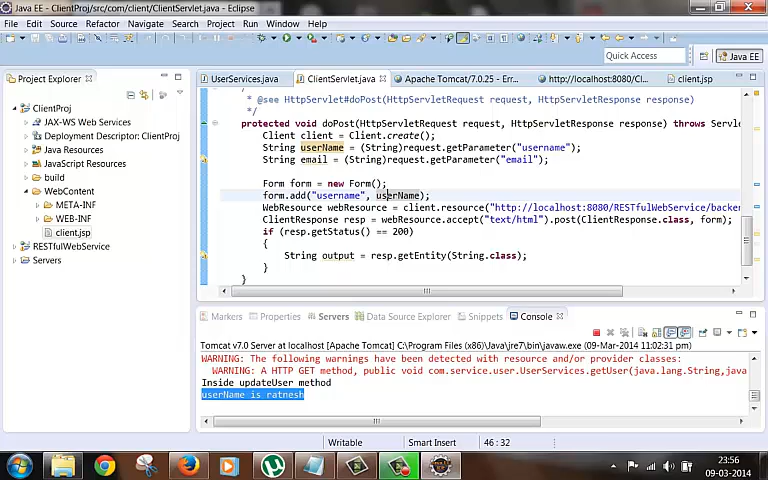 Java EE - ClientProj/src/com/client/ClientServlet.java - Eclipse
File Edit Source Refactor Navigate Search Project Run Window Help
Quick Access Java EE
Project Explorer
UserServices.java ClientServlet.java Apache Tomcat/7.0.25 - Err... http://localhost:8080/Cl... client.jsp
ClientProj
JAX-WS Web Services
Deployment Descriptor: ClientProj
Java Resources
JavaScript Resources
build
WebContent
META-INF
WEB-INF
client.jsp
RESTfulWebService
Servers
* @see HttpServlet#doPost(HttpServletRequest request, HttpServletResponse response)
*/
protected void doPost(HttpServletRequest request, HttpServletResponse response) throws Servle
Client client = Client.create();
String userName = (String)request.getParameter("username");
String email = (String)request.getParameter("email");
Form form = new Form();
form.add("username", userName);
WebResource webResource = client.resource("http://localhost:8080/RESTfulWebService/backen
ClientResponse resp = webResource.accept("text/html").post(ClientResponse.class, form);
if (resp.getStatus() == 200)
{
String output = resp.getEntity(String.class);
}
}
Markers Properties Servers Data Source Explorer Snippets Console
Tomcat v7.0 Server at localhost [Apache Tomcat] C:\Program Files\Java\jre7\bin\javaw.exe (09-Mar-2014 11:02:31 PM)
WARNING: The following warnings have been detected with resource and/or provider classes:
WARNING: A HTTP GET method, public void com.service.user.UserServices.getUser(java.lang.String,java
Inside updateUser method
userName is ratnesh
Writable Smart Insert 46 : 32
23:56
09-03-2014